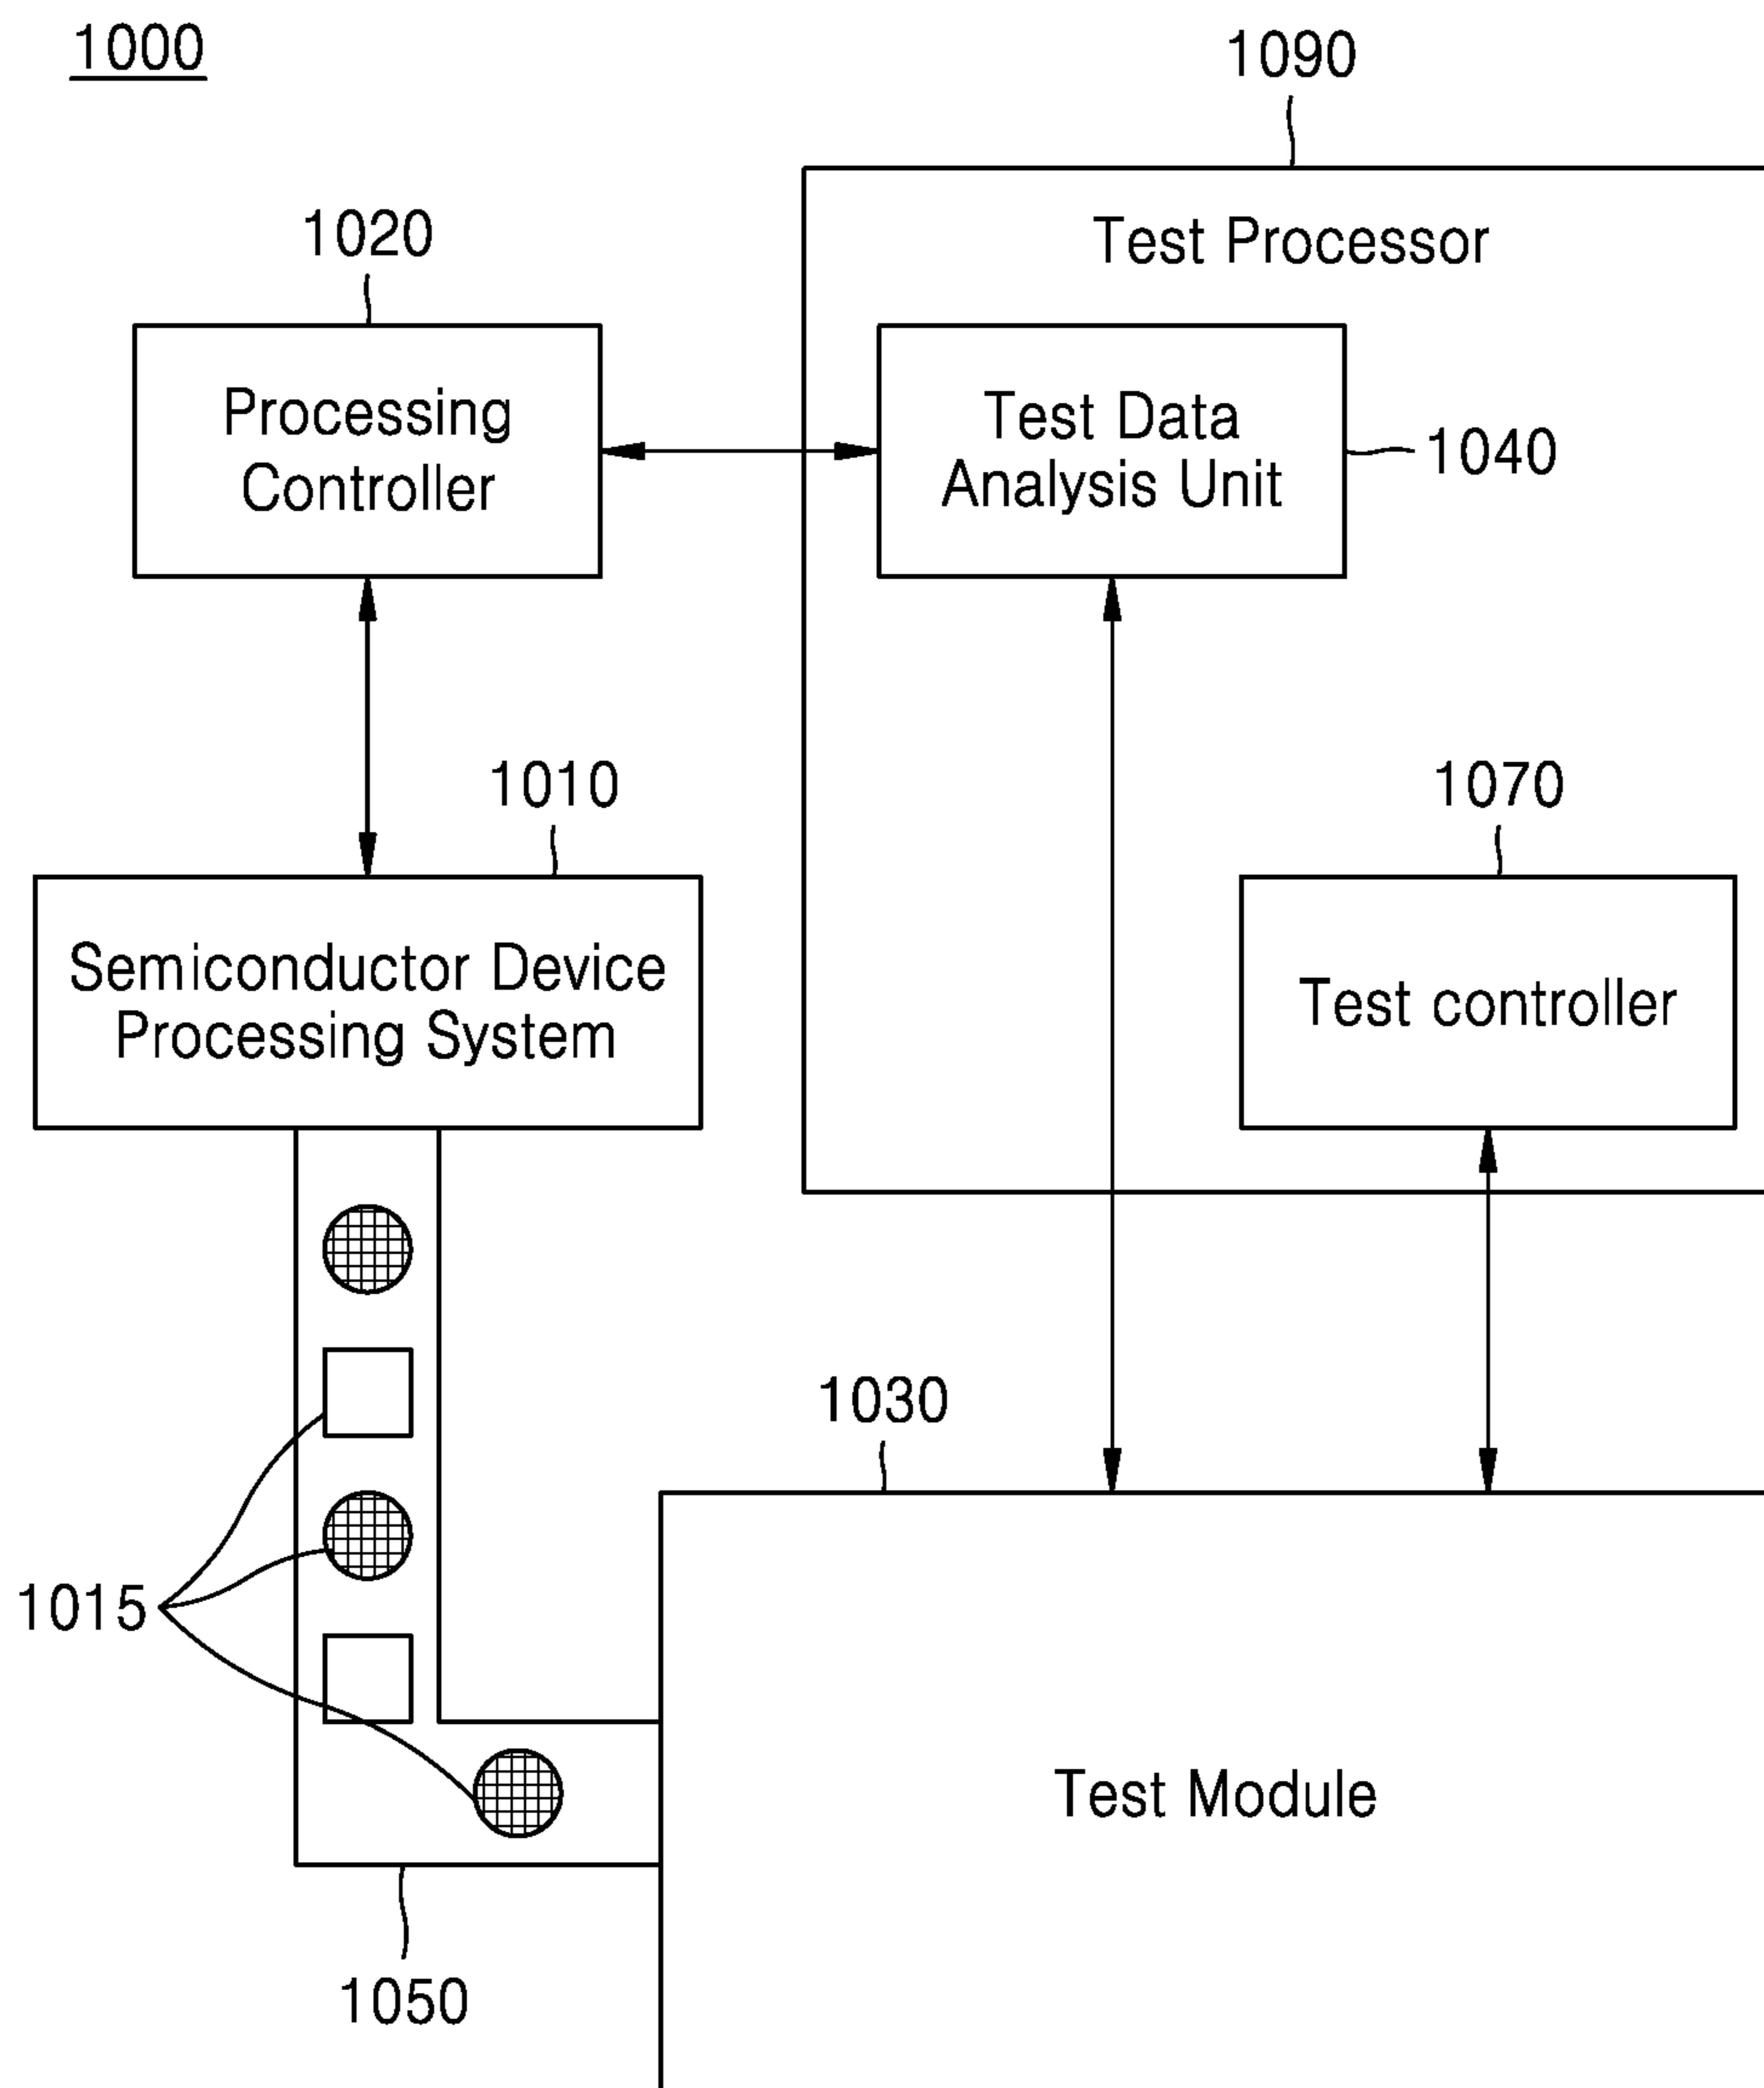 1000
1090
Test Processor
1020
Processing
Controller
Test Data
Analysis Unit
1040
1010
1070
Semiconductor Device
Processing System
Test controller
1030
1015
Test Module
1050